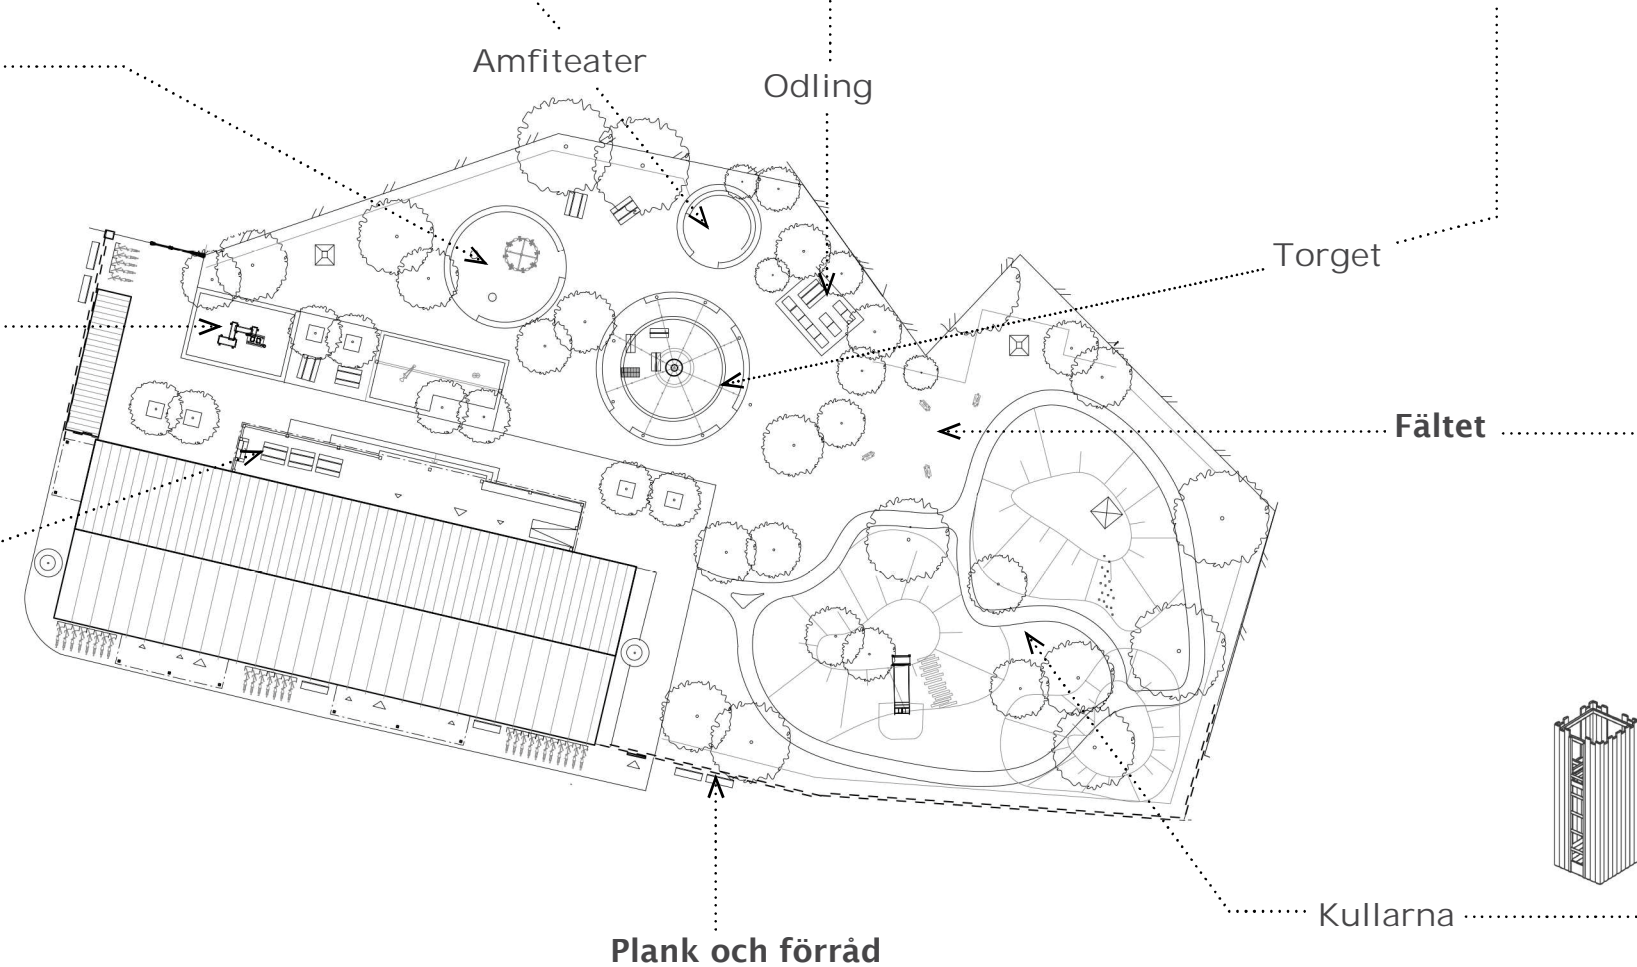 Amfiteater
Odling
Torget
Fältet
Kullarna
Plank och förråd